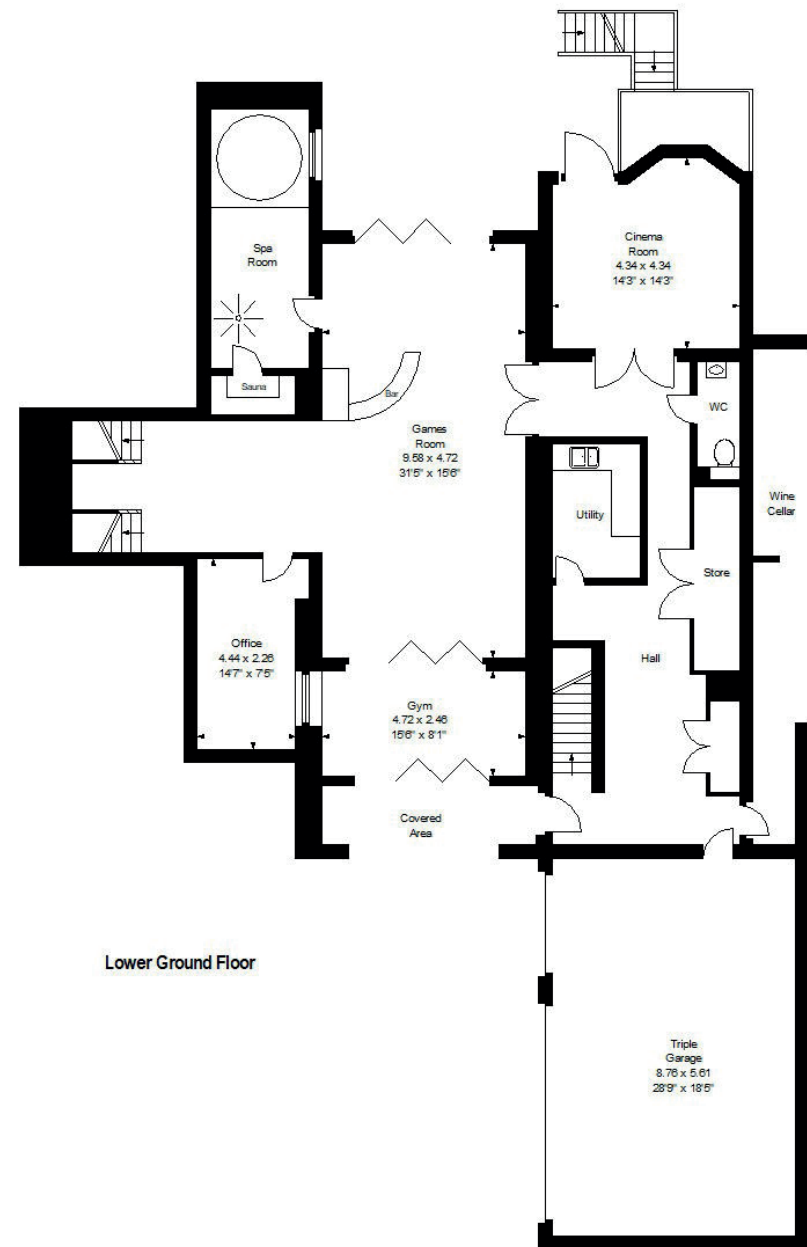 Cinema
Room
4.34 x 4.34
14'3" x 14'3"
Spa
Room
Sauna
Bar
WC
Games
Room
9.58 x 4.72
31'5" x 15'6"
Wine
Cellar
Utility
Store
Office
4.44 x 2.26
14'7" x 7'5"
Hall
Gym
4.72 x 2.46
15'6" x 8'1"
Covered
Area
Lower Ground Floor
Triple
Garage
8.76 x 5.61
28'9" x 18'5"